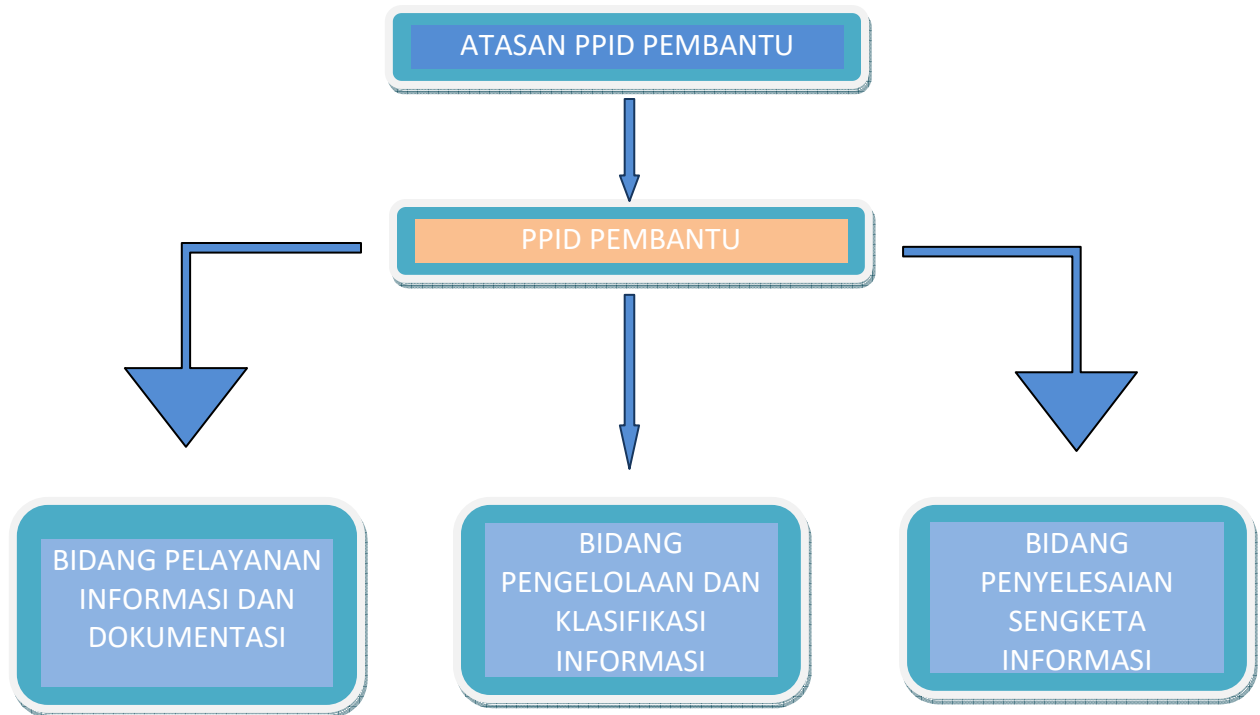 ATASAN PPID PEMBANTU
PPID PEMBANTU
BIDANG PELAYANAN
INFORMASI DAN
DOKUMENTASI
BIDANG
PENGELOLAAN DAN
KLASIFIKASI
INFORMASI
BIDANG
PENYELESAIAN
SENGKETA
INFORMASI